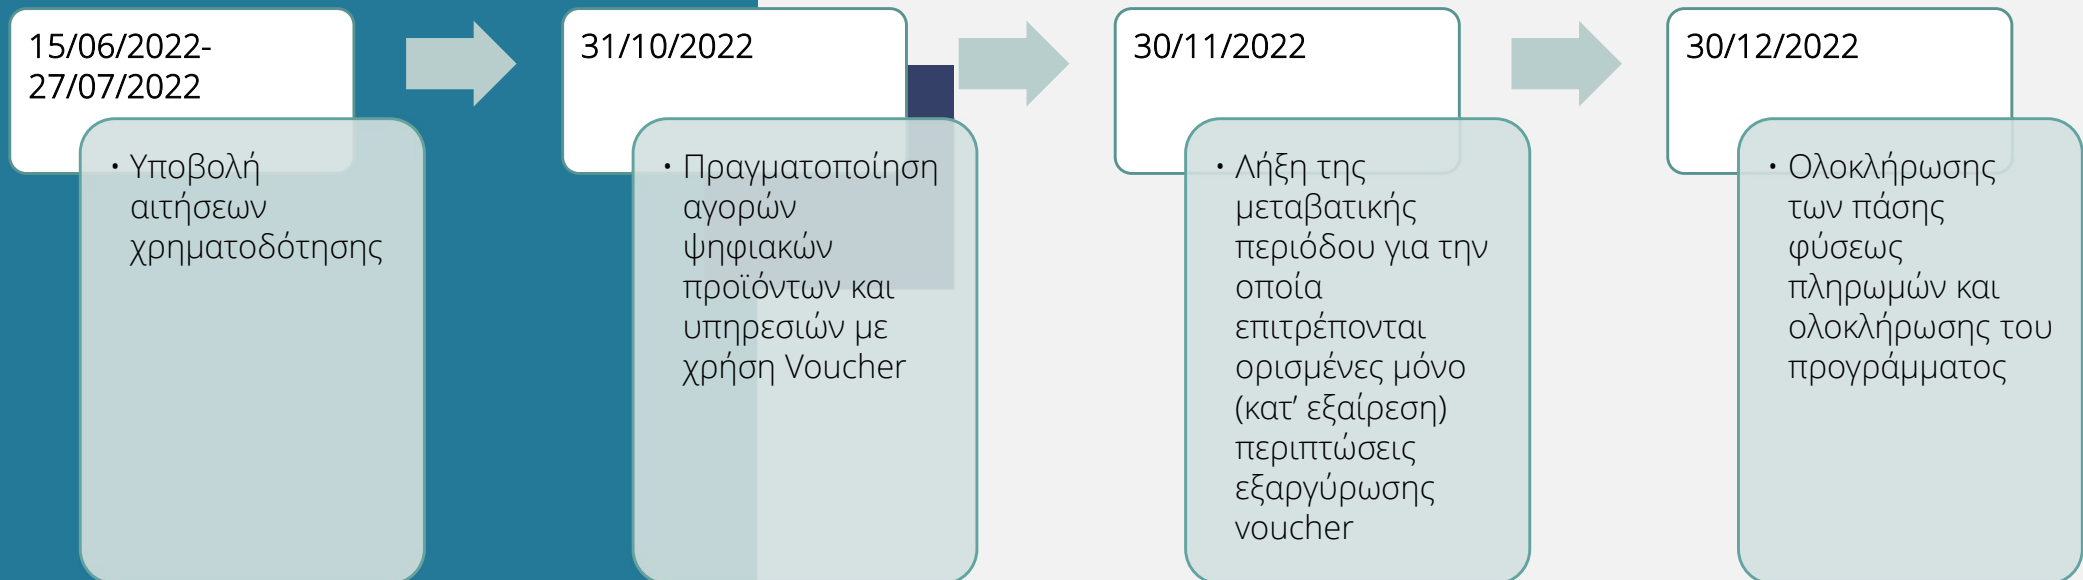 15/06/2022-
27/07/2022
• Υποβολή
αιτήσεων
χρηματοδότησης
31/10/2022
• Πραγματοποίηση
αγορών
ψηφιακών
προϊόντων και
υπηρεσιών με
χρήση Voucher
30/11/2022
• Λήξη της
μεταβατικής
περιόδου για την
οποία
επιτρέπονται
ορισμένες μόνο
(κατ’ εξαίρεση)
περιπτώσεις
εξαργύρωσης
voucher
30/12/2022
• Ολοκλήρωσης
των πάσης
φύσεως
πληρωμών και
ολοκλήρωσης του
προγράμματος